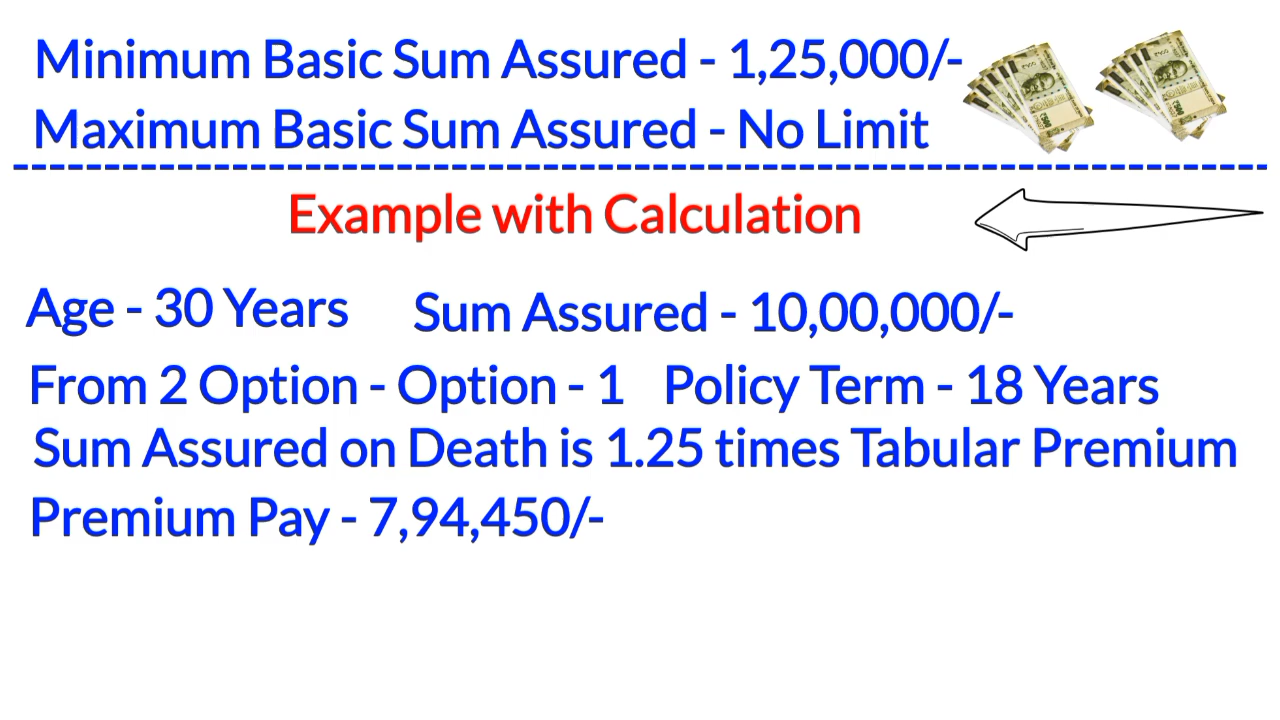 Minimum Basic Sum Assured - 1,25,000/-
Maximum Basic Sum Assured - No Limit
Example with Calculation
Age - 30 Years Sum Assured - 10,00,000/-
From 2 Option - Option - 1 Policy Term - 18 Years
Sum Assured on Death is 1.25 times Tabular Premium
Premium Pay - 7,94,450/-